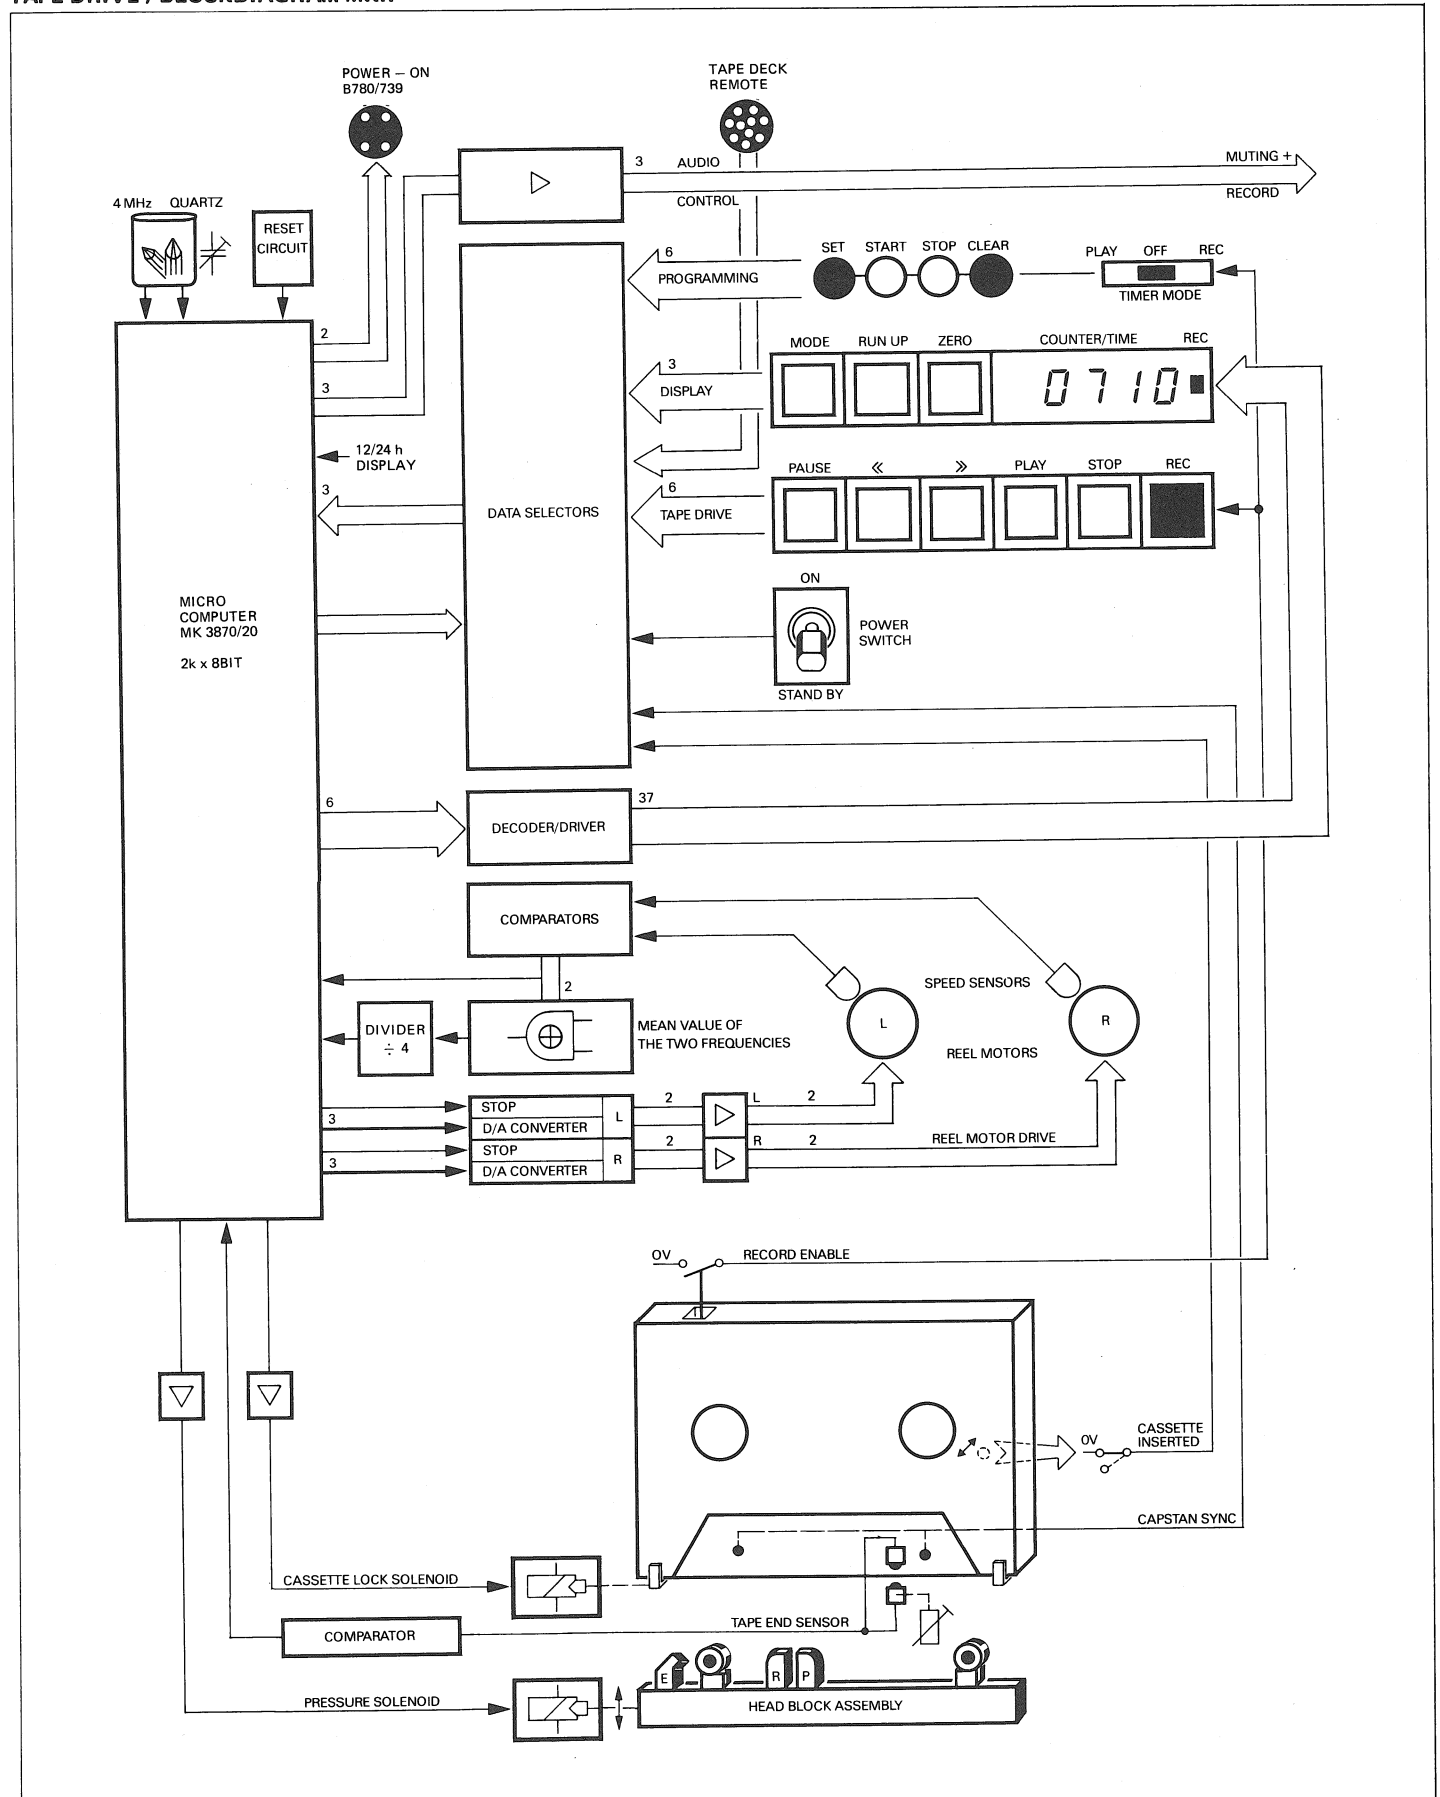 POWER – ON
B780/739
TAPE DECK
REMOTE
4 MHz QUARTZ
RESET
CIRCUIT
3 AUDIO
CONTROL
MUTING +
RECORD
6
PROGRAMMING
SET START STOP CLEAR
PLAY OFF REC
TIMER MODE
2
3
MODE RUN UP ZERO COUNTER/TIME REC
3
DISPLAY
0710
12/24 h
DISPLAY
3
DATA SELECTORS
PAUSE « » PLAY STOP REC
6
TAPE DRIVE
MICRO
COMPUTER
MK 3870/20
2k x 8BIT
ON
POWER
SWITCH
STAND BY
6
DECODER/DRIVER
37
COMPARATORS
2
SPEED SENSORS
L
R
DIVIDER
÷ 4
MEAN VALUE OF
THE TWO FREQUENCIES
REEL MOTORS
STOP
3
D/A CONVERTER
L
2
L
2
STOP
3
D/A CONVERTER
R
2
R
2
REEL MOTOR DRIVE
0V
RECORD ENABLE
0V
CASSETTE
INSERTED
CAPSTAN SYNC
CASSETTE LOCK SOLENOID
TAPE END SENSOR
COMPARATOR
E
R
P
PRESSURE SOLENOID
HEAD BLOCK ASSEMBLY